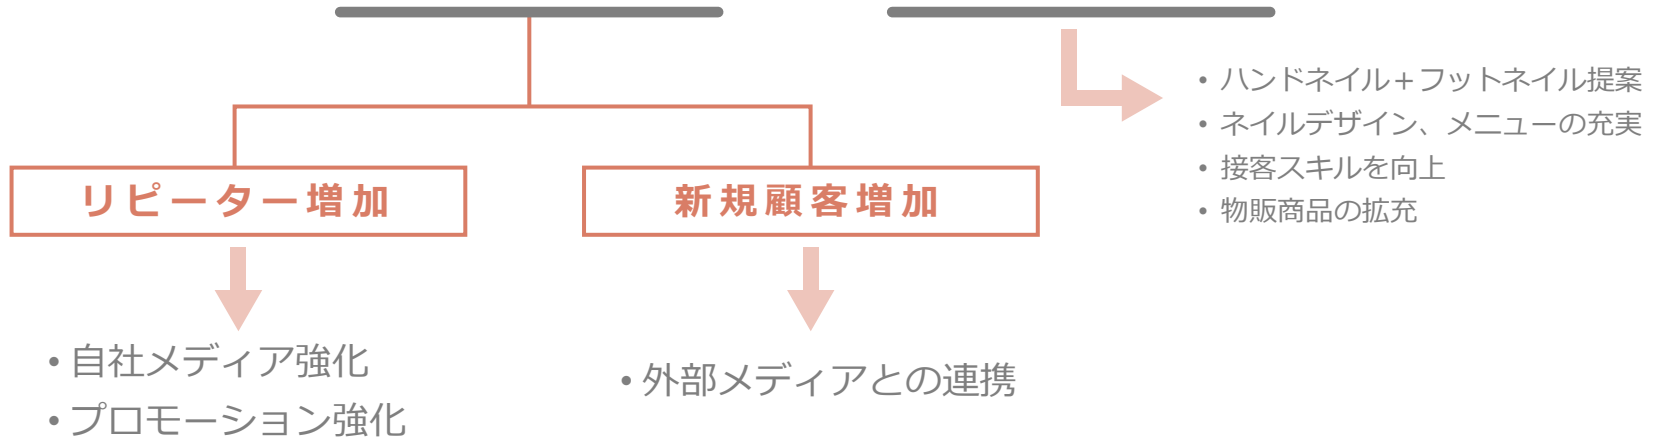 • ハンドネイル+フットネイル提案
• ネイルデザイン、メニューの充実
• 接客スキルを向上
• 物販商品の拡充
リピーター増加
新規顧客増加
• 自社メディア強化
• プロモーション強化
• 外部メディアとの連携